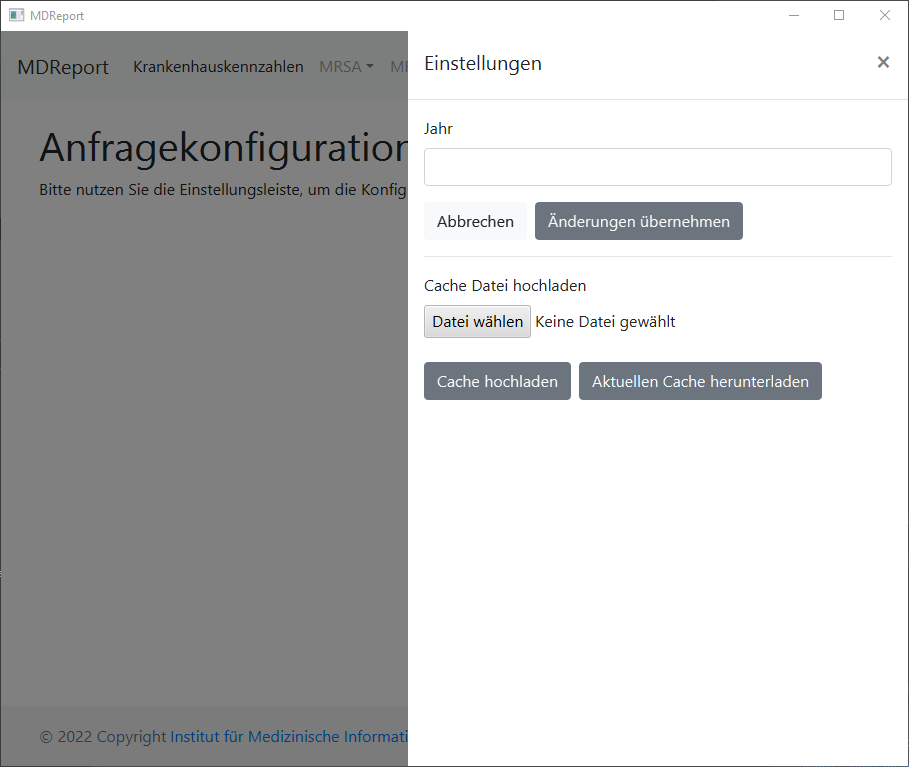 MDReport
MDReport Krankenhauskennzahlen MRSA
Einstellungen
Anfragekonfiguration
Bitte nutzen Sie die Einstellungsleiste, um die Konfig
Jahr
Abbrechen Änderungen übernehmen
Cache Datei hochladen
Datei wählen Keine Datei gewählt
Cache hochladen Aktuellen Cache herunterladen
© 2022 Copyright Institut für Medizinische Informati